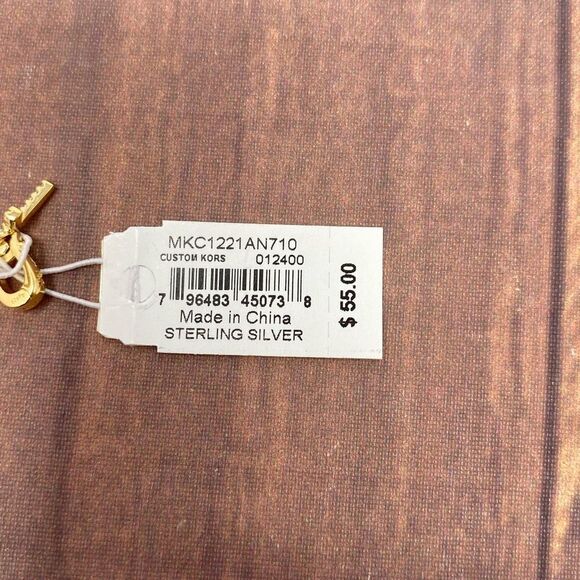 MKC1221AN710
CUSTOM KORS 012400
7 96483 45073 8
Made in China
STERLING SILVER
$ 55.00